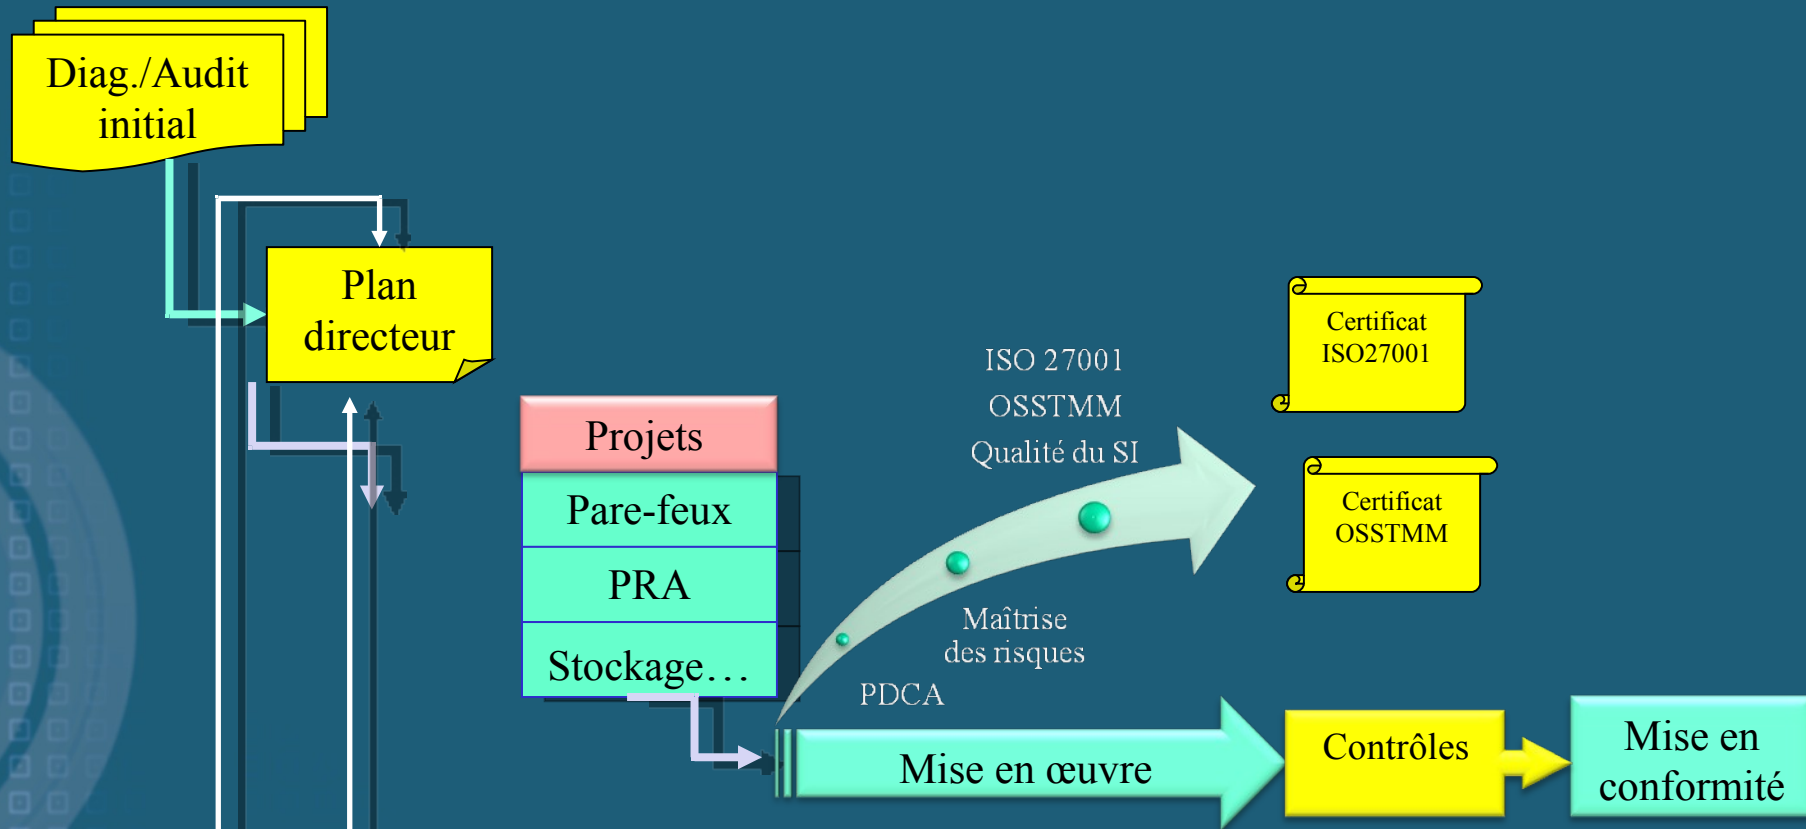 Diag./Audit
initial
Plan
directeur
Projets
Pare-feux
PRA
Stockage…
ISO 27001
OSSTMM
Qualité du SI
Maîtrise
des risques
PDCA
Certificat
ISO27001
Certificat
OSSTMM
Mise en œuvre
Contrôles
Mise en
conformité